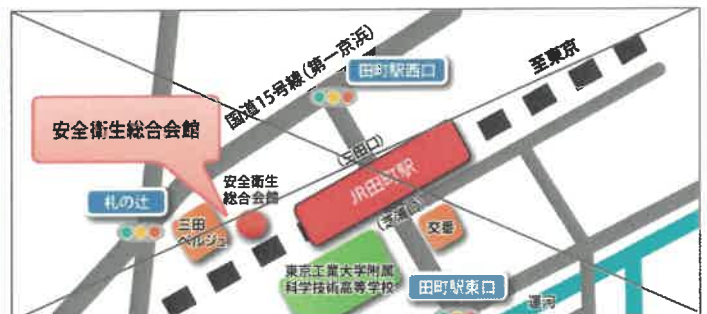 国道15号線(第一京浜)
田町駅西口
至東京
安全衛生総合会館
(三田口)
JR田町駅
安全衛生
総合会館
札の辻
三田
ベルジュ
(芝浦口)
交番
東京工業大学附属
科学技術高等学校
田町駅東口
運河